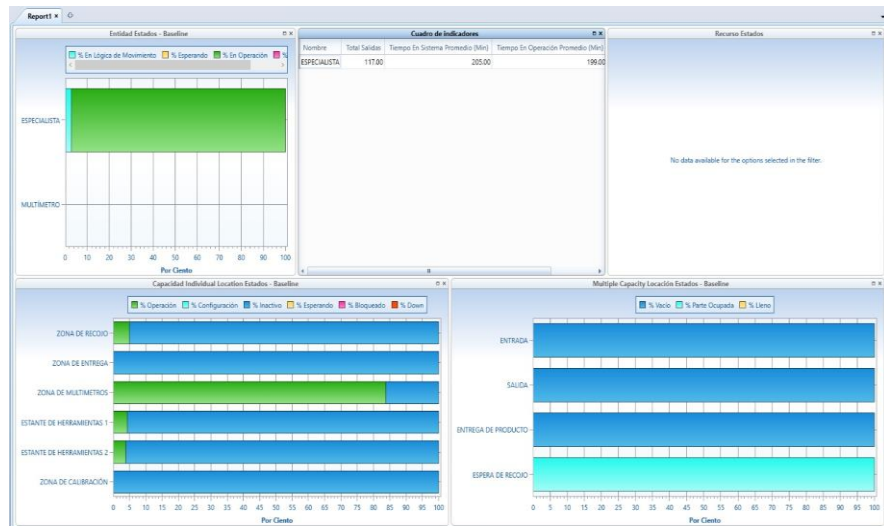 Report1
Entidad Estados - Baseline
% En Lógica de Movimiento % Esperando % En Operación %
ESPECIALISTA
MULTÍMETRO
0 10 20 30 40 50 60 70 80 90 100
Por Ciento
Cuadro de indicadores
Nombre Total Salidas Tiempo En Sistema Promedio (Min) Tiempo En Operación Promedio (Min)
ESPECIALISTA 117.00 205.00 199.00
Recurso Estados
No data available for the options selected in the filter.
Capacidad Individual Location Estados - Baseline
% Operación % Configuración % Inactivo % Esperando % Bloqueado % Down
ZONA DE RECOJO
ZONA DE ENTREGA
ZONA DE MULTIMETROS
ESTANTE DE HERRAMIENTAS 1
ESTANTE DE HERRAMIENTAS 2
ZONA DE CALIBRACIÓN
0 5 10 15 20 25 30 35 40 45 50 55 60 65 70 75 80 85 90 95 100
Por Ciento
Multiple Capacity Locación Estados - Baseline
% Vacío % Parte Ocupada % Lleno
ENTRADA
SALIDA
ENTREGA DE PRODUCTO
ESPERA DE RECOJO
0 5 10 15 20 25 30 35 40 45 50 55 60 65 70 75 80 85 90 95 100
Por Ciento